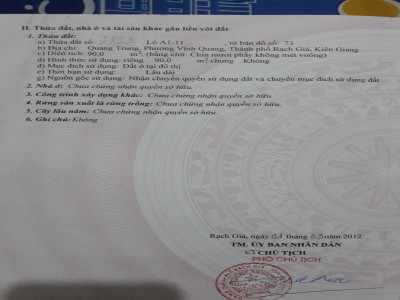 II. Thửa đất, nhà ở và tài sản khác gắn liền với đất
1. Thửa đất:
a) Thửa đất số: Lô A1-11 , tờ bản đồ số: 73
b) Địa chỉ: Quang Trung, Phường Vĩnh Quang, Thành phố Rạch Giá, Kiên Giang
c) Diện tích: 90,0 m², (bằng chữ: Chín mươi phẩy không mét vuông)
d) Hình thức sử dụng: riêng 90,0 m²; chung Không
đ) Mục đích sử dụng: Đất ở tại đô thị
e) Thời hạn sử dụng: Lâu dài
g) Nguồn gốc sử dụng: Nhận chuyển quyền sử dụng đất và chuyển mục đích sử dụng đất
2. Nhà ở: Chưa chứng nhận quyền sở hữu.
3. Công trình xây dựng khác: Chưa chứng nhận quyền sở hữu.
4. Rừng sản xuất là rừng trồng: Chưa chứng nhận quyền sở hữu.
5. Cây lâu năm: Chưa chứng nhận quyền sở hữu.
6. Ghi chú: Không
Rạch Giá, ngày tháng năm 2012
TM. ỦY BAN NHÂN DÂN
CHỦ TỊCH
PHÓ CHỦ TỊCH